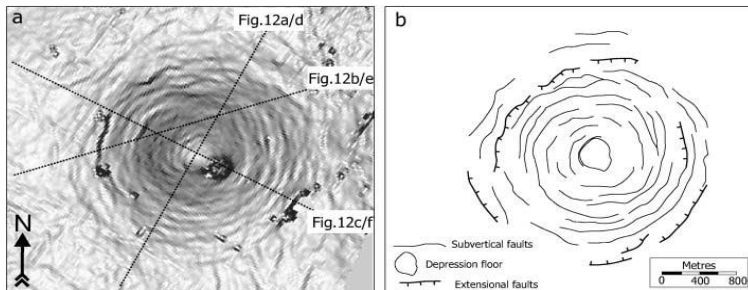 a
Fig.12a/d
Fig.12b/e
Fig.12c/f
N
b
Subvertical faults
Depression floor
Extensional faults
Metres
0 400 800